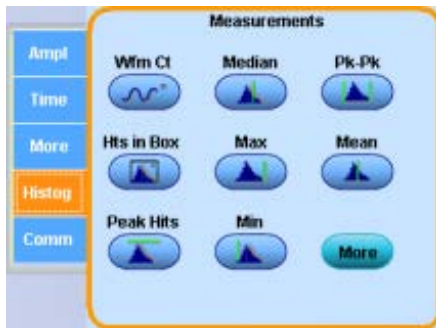 Measurements
Ampl
Time
More
Histog
Comm
Wfm Ct Median Pk-Pk
Hts in Box Max Mean
Peak Hits Min
More